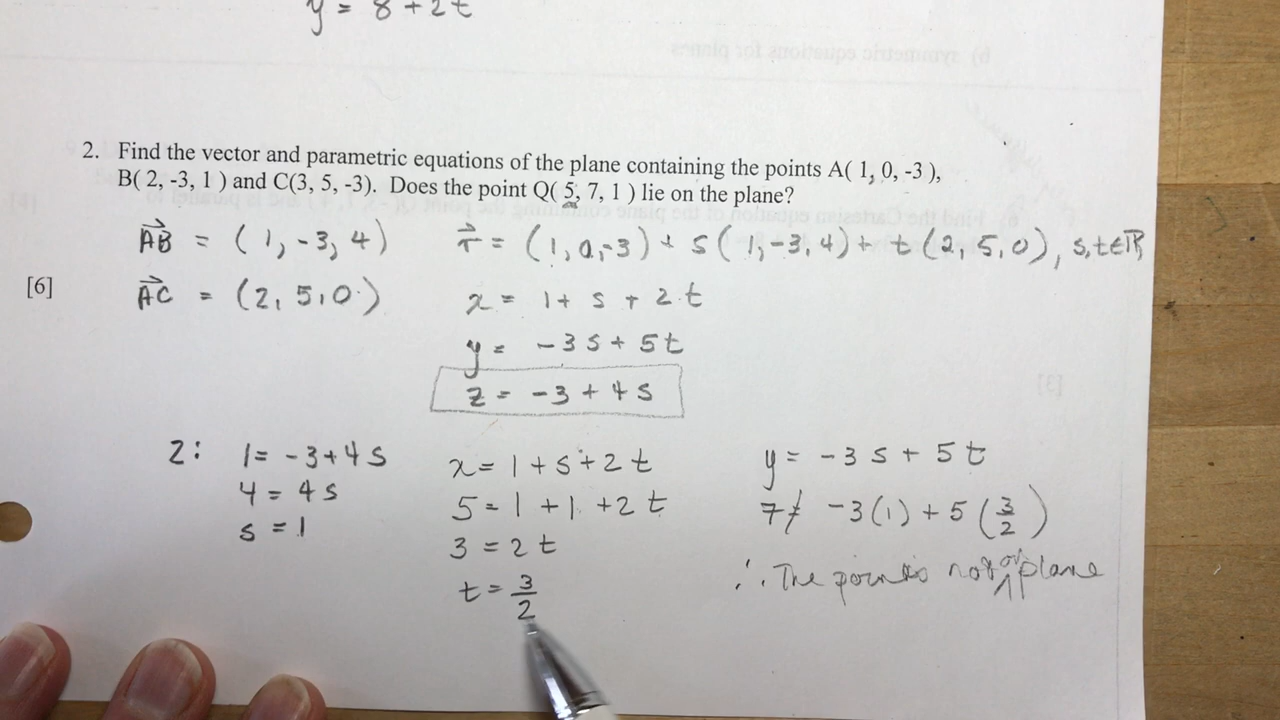 y = 8 + 2t
2. Find the vector and parametric equations of the plane containing the points A( 1, 0, -3 ),
B( 2, -3, 1 ) and C(3, 5, -3). Does the point Q( 5, 7, 1 ) lie on the plane?
[6]
AB = (1, -3, 4)
r = (1, 0, -3) + s(1, -3, 4) + t(2, 5, 0), s,t∈R
AC = (2, 5, 0)
x = 1 + s + 2t
y = -3s + 5t
z = -3 + 4s
z: 1 = -3 + 4s
4 = 4s
s = 1
x = 1 + s + 2t
5 = 1 + 1 + 2t
3 = 2t
t = 3/2
y = -3s + 5t
7 ≠ -3(1) + 5(3/2)
∴ The point is not on plane